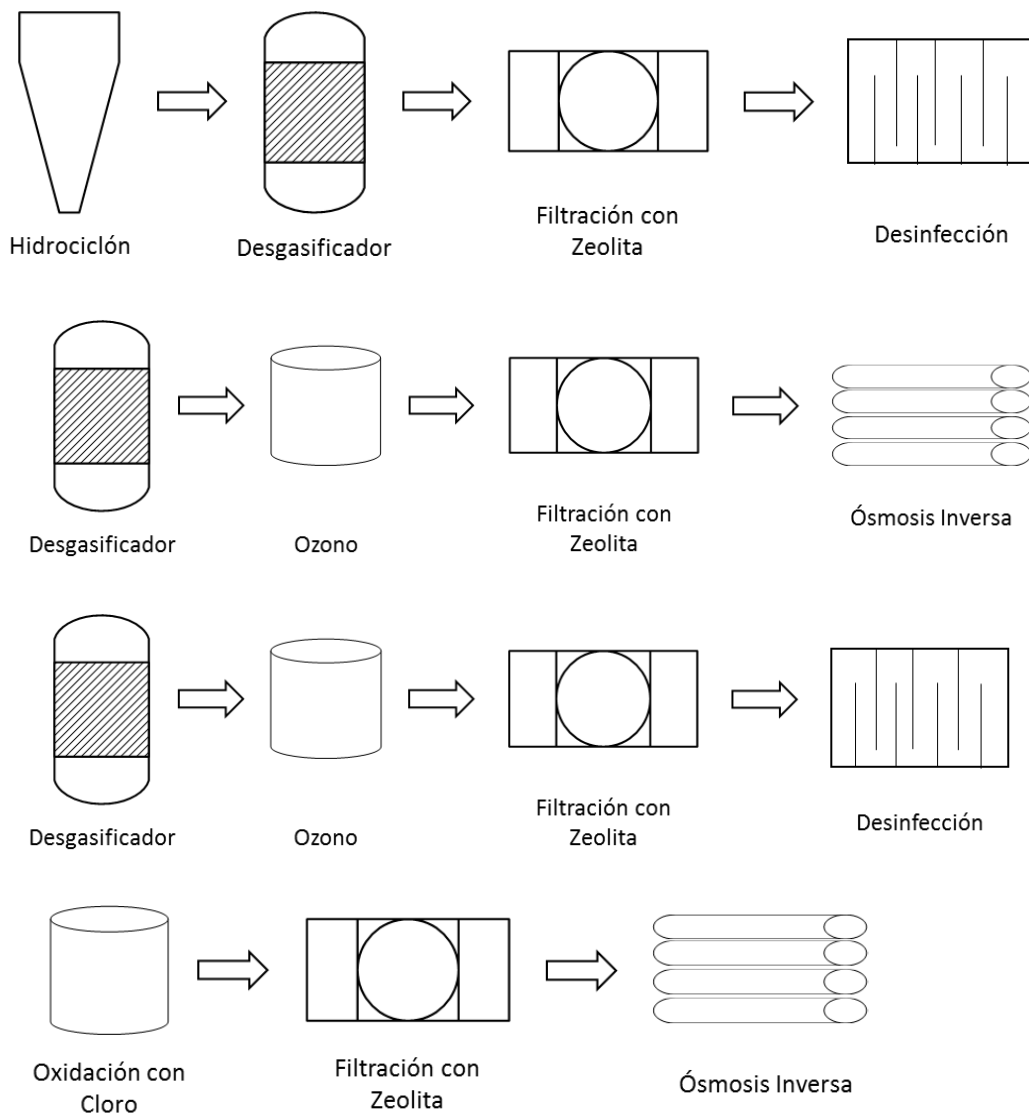 Hidrociclón
Desgasificador
Filtración con
Zeolita
Desinfección
Desgasificador
Ozono
Filtración con
Zeolita
Ósmosis Inversa
Desgasificador
Ozono
Filtración con
Zeolita
Desinfección
Oxidación con
Cloro
Filtración con
Zeolita
Ósmosis Inversa